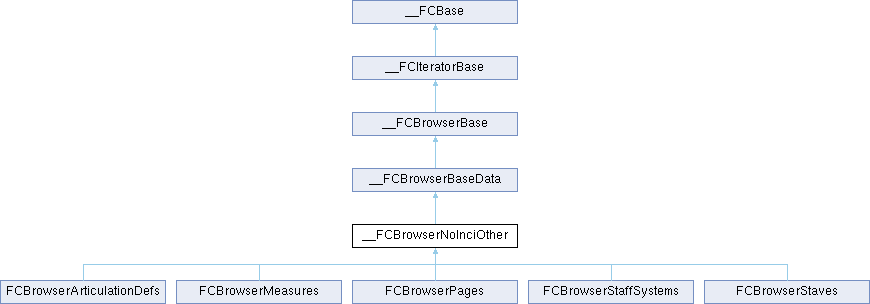 __FCBase
__FCIteratorBase
__FCBrowserBase
__FCBrowserBaseData
__FCBrowserNoInciOther
FCBrowserArticulationDefs
FCBrowserMeasures
FCBrowserPages
FCBrowserStaffSystems
FCBrowserStaves